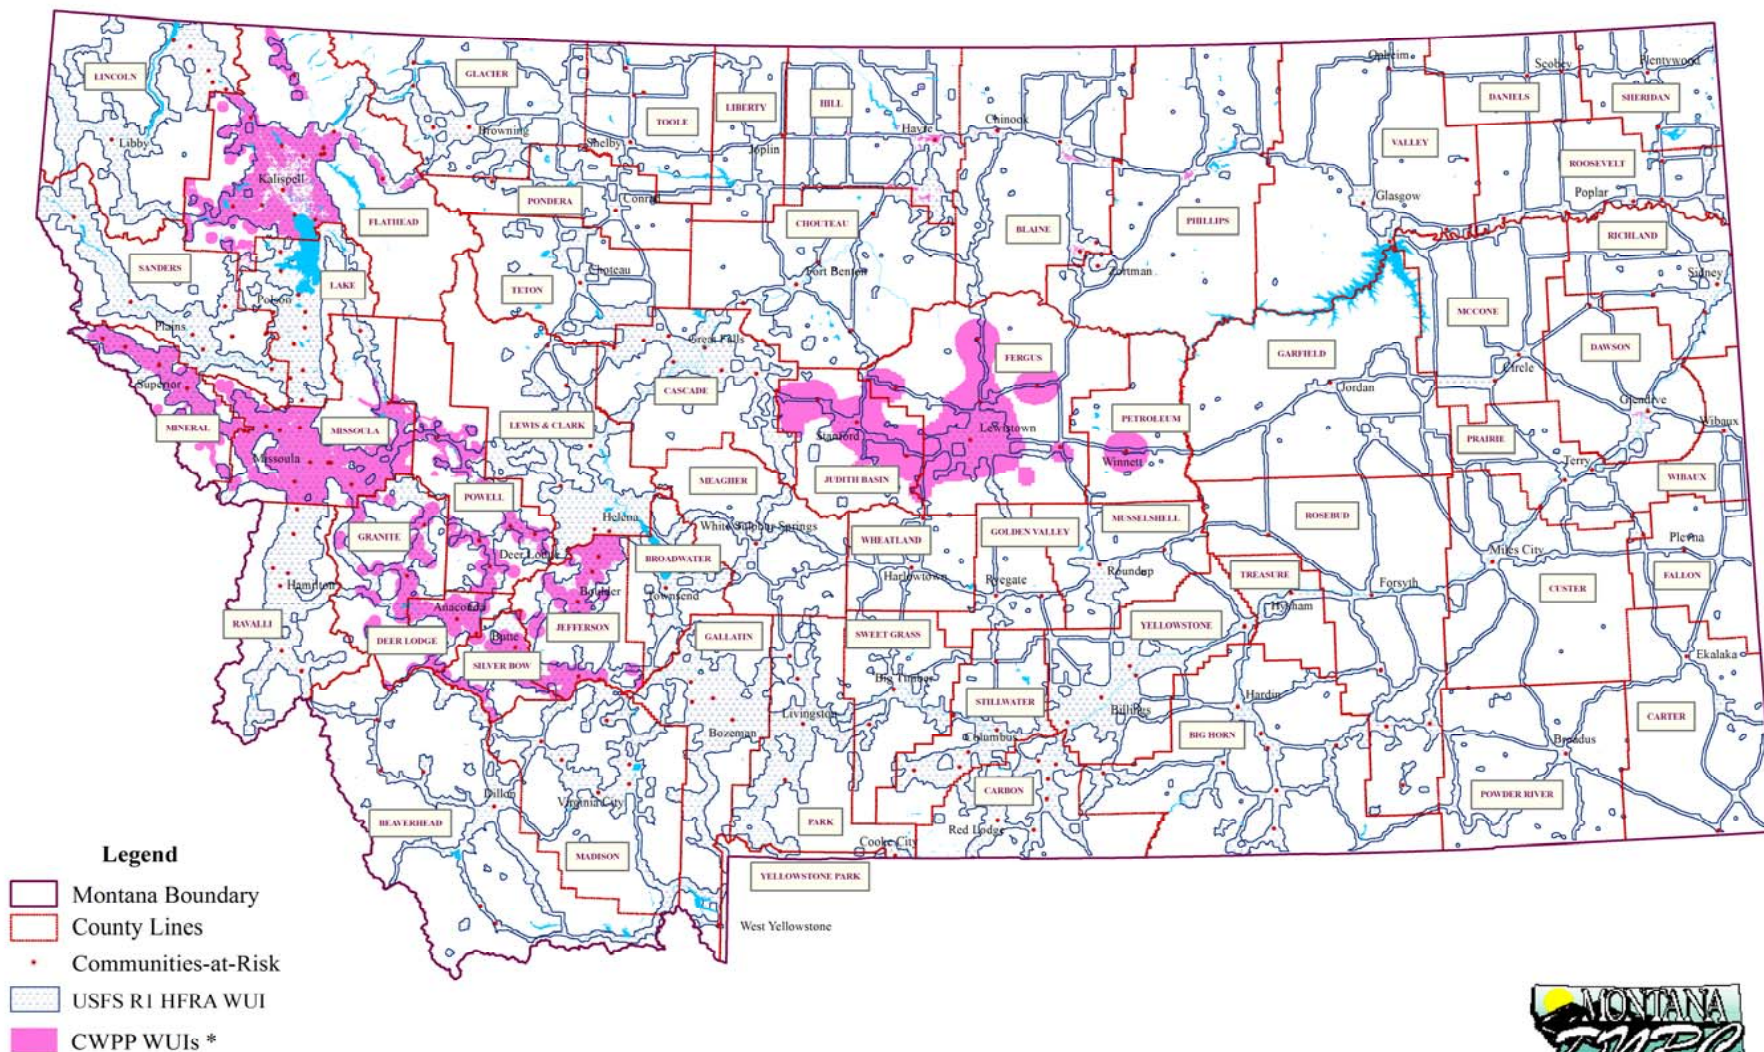 Opheim
Scobey
Plentywood
LINCOLN
GLACIER
TOOLE
LIBERTY
HILL
DANIELS
SHERIDAN
Libby
Browning
Shelby
Joplin
Havre
Chinook
VALLEY
ROOSEVELT
Kalispell
FLATHEAD
PONDERA
Conrad
CHOUTEAU
BLAINE
PHILLIPS
Glasgow
Poplar
RICHLAND
SANDERS
LAKE
Polson
TETON
Choteau
Fort Benton
Zortman
Sidney
MCCONE
Plains
Great Falls
FERGUS
GARFIELD
DAWSON
Circle
Superior
CASCADE
Jordan
Glendive
MINERAL
MISSOULA
LEWIS & CLARK
Stanford
Lewistown
PETROLEUM
PRAIRIE
Wibaux
Missoula
Winnett
Terry
WIBAUX
POWELL
MEAGHER
JUDITH BASIN
Helena
White Sulphur Springs
GRANITE
Deer Lodge
BROADWATER
WHEATLAND
GOLDEN VALLEY
MUSSELSHELL
ROSEBUD
Plevna
Miles City
Hamilton
Boulder
Townsend
Harlowtown
Ryegate
Roundup
TREASURE
Forsyth
CUSTER
FALLON
Anaconda
Hysham
RAVALLI
DEER LODGE
Butte
JEFFERSON
GALLATIN
SWEET GRASS
YELLOWSTONE
SILVER BOW
Ekalaka
Big Timber
STILLWATER
Hardin
Livingston
Billings
CARTER
Bozeman
Columbus
BIG HORN
Broadus
Dillon
Virginia City
CARBON
POWDER RIVER
BEAVERHEAD
PARK
Red Lodge
Cooke City
MADISON
YELLOWSTONE PARK
West Yellowstone
Legend
Montana Boundary
County Lines
Communities-at-Risk
USFS R1 HFRA WUI
CWPP WUIs *
MONTANA